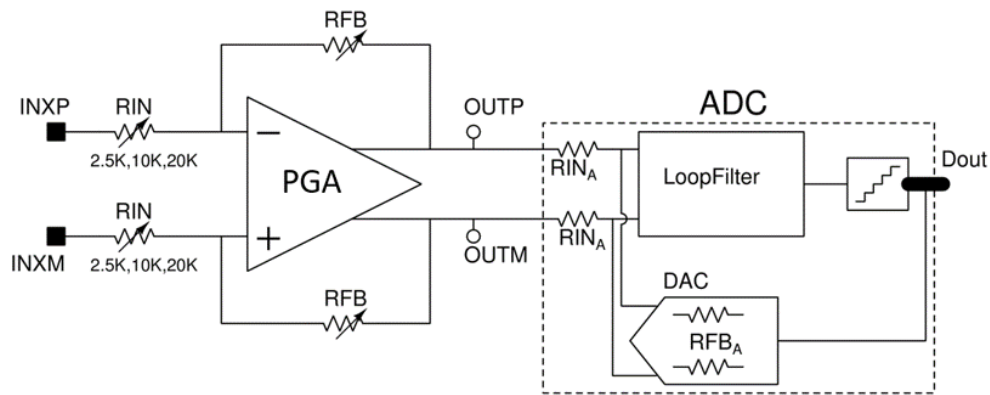 RFB
ADC
INXP
RIN
OUTP
2.5K,10K,20K
−
PGA
RINA
LoopFilter
Dout
RIN
+
RINA
INXM
2.5K,10K,20K
OUTM
DAC
RFB
RFBA